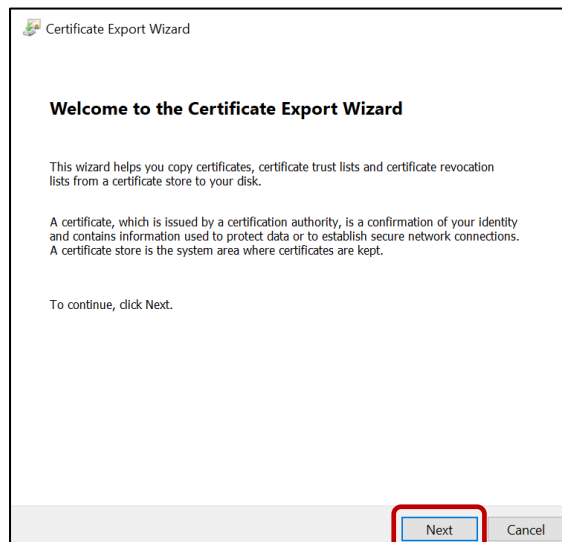 Certificate Export Wizard
Welcome to the Certificate Export Wizard
This wizard helps you copy certificates, certificate trust lists and certificate revocation
lists from a certificate store to your disk.
A certificate, which is issued by a certification authority, is a confirmation of your identity
and contains information used to protect data or to establish secure network connections.
A certificate store is the system area where certificates are kept.
To continue, click Next.
Next Cancel